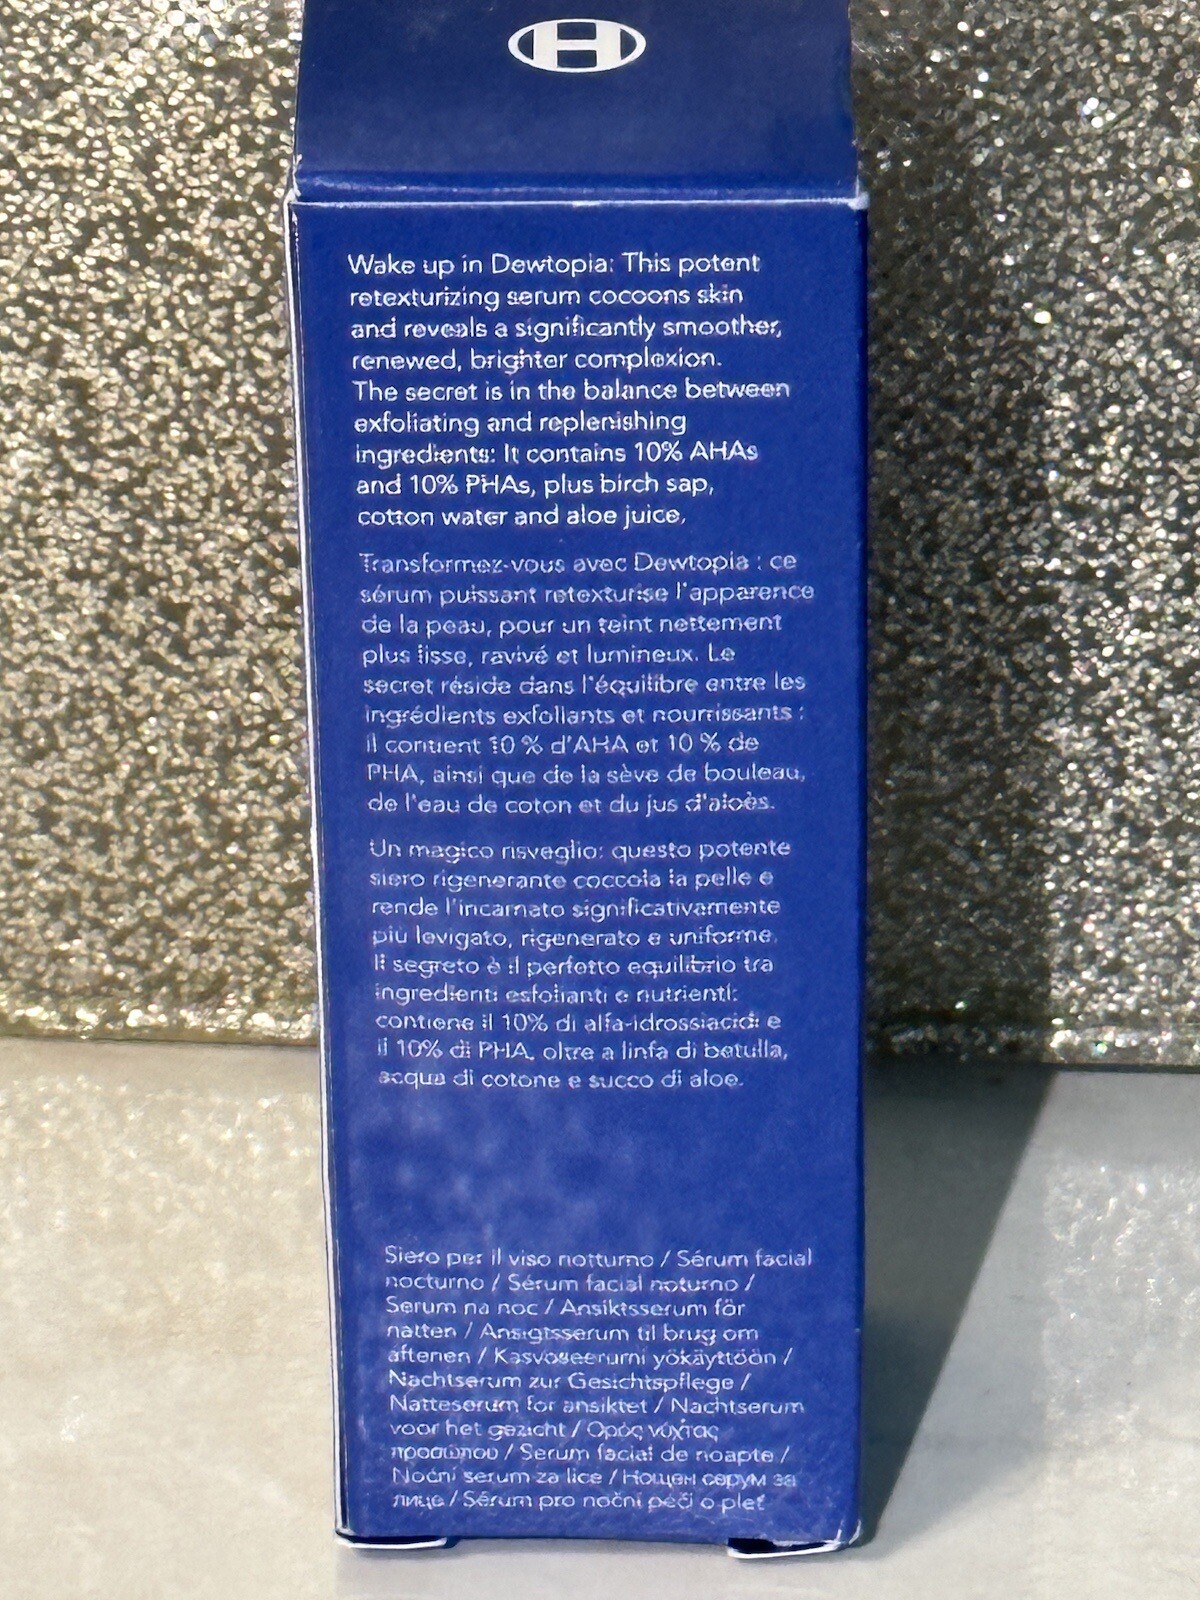 H
Wake up in Dewtopia: This potent
retexturizing serum cocoons skin
and reveals a significantly smoother,
renewed, brighter complexion.
The secret is in the balance between
exfoliating and replenishing
ingredients: It contains 10% AHAs
and 10% PHAs, plus birch sap,
cotton water and aloe juice.
Transformez-vous avec Dewtopia : ce
sérum puissant retexturise l'apparence
de la peau, pour un teint nettement
plus lisse, ravivé et lumineux. Le
secret réside dans l'équilibre entre les
ingrédients exfoliants et nourrissants :
il contient 10 % d'AHA et 10 % de
PHA, ainsi que de la sève de bouleau,
de l'eau de coton et du jus d'aloès.
Un magico risveglio: questo potente
siero rigenerante coccola la pelle e
rende l'incarnato significativamente
più levigato, rigenerato e uniforme.
Il segreto è il perfetto equilibrio tra
ingredienti esfolianti e nutrienti:
contiene il 10% di alfa-idrossiacidi e
il 10% di PHA, oltre a linfa di betulla,
acqua di cotone e succo di aloe.
Siero per il viso notturno / Sérum facial
nocturno / Sérum facial noturno /
Serum na noc / Ansiktsserum för
natten / Ansigtsserum til brug om
aftenen / Kasvoseerumi yökäyttöön /
Nachtserum zur Gesichtspflege /
Natteserum for ansiktet / Nachtserum
voor het gezicht / Ορός νύχτας
προσώπου / Serum facial de noapte /
Noční serum za lice / Нощен серум за
лице / Sérum pro noční péči o pleť